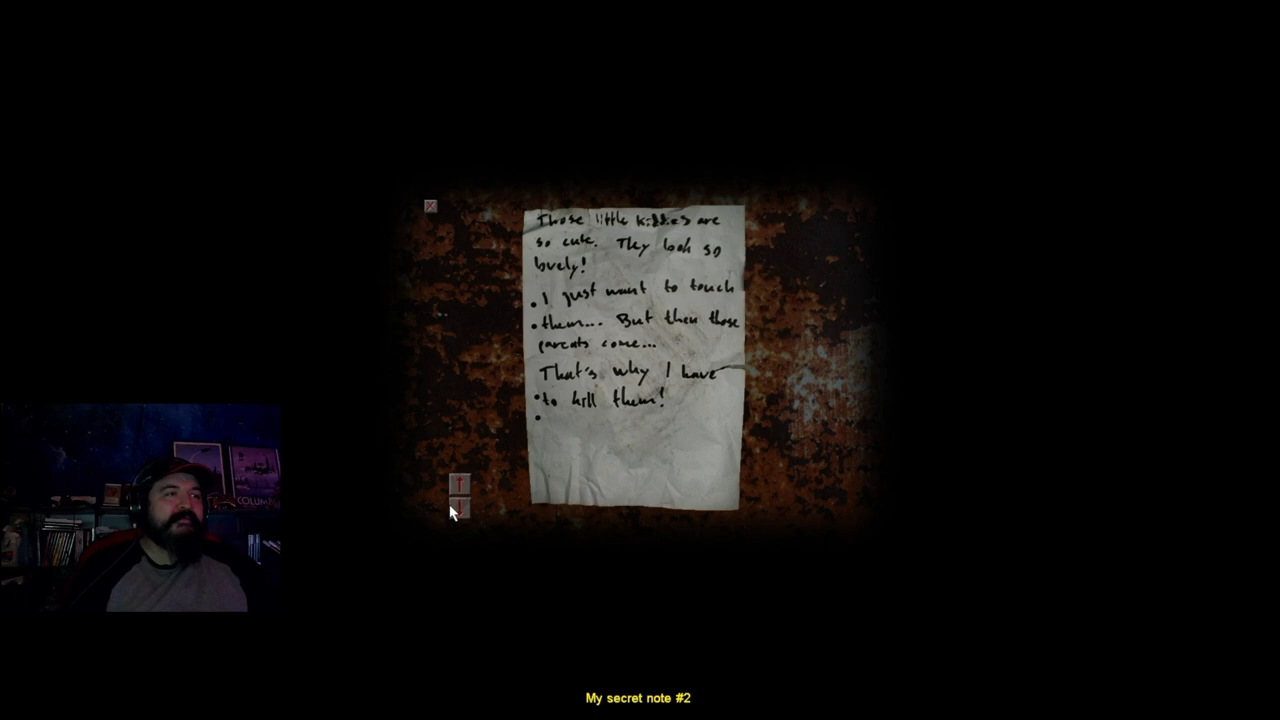 Those little kiddies are
so cute. They look so
lovely!
I just want to touch
them... But then those
parents come...
That's why I have
to kill them!
COLUMBIA
My secret note #2